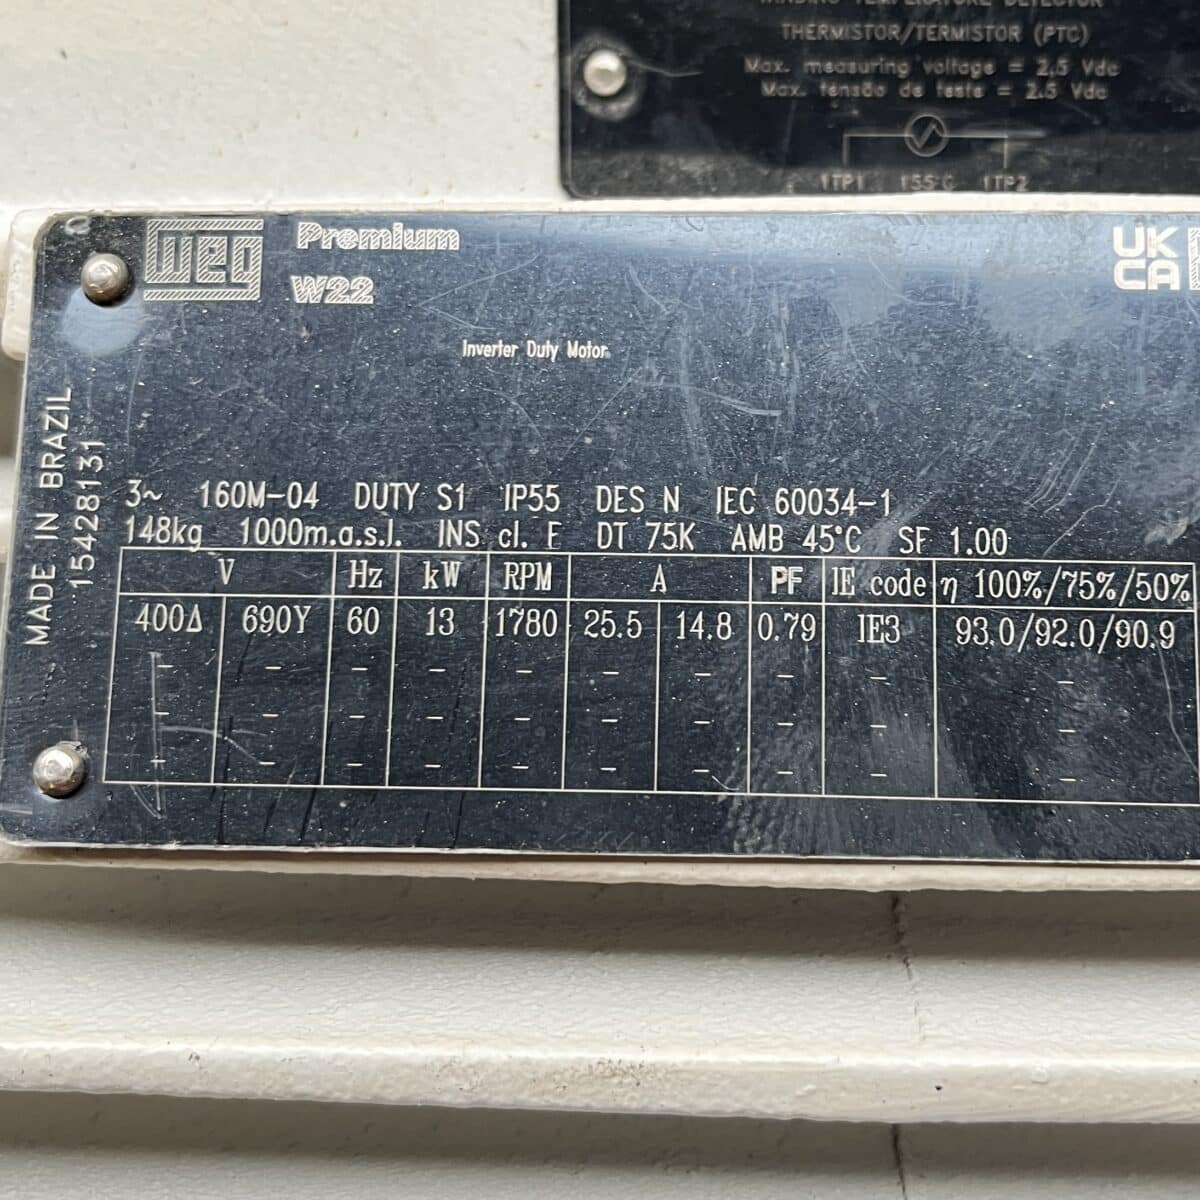 THERMISTOR/TERMISTOR (PTC)
Max. measuring voltage = 2,5 Vdc
Max. tensão de teste = 2.5 Vdc
1TP1 155°C 1TP2
WEG Premium
W22
UK
CA
Inverter Duty Motor
MADE IN BRAZIL
15428131
3~ 160M-04 DUTY S1 IP55 DES N IEC 60034-1
148kg 1000m.a.s.l. INS cl. F DT 75K AMB 45°C SF 1.00
V Hz kW RPM A PF IE code η 100%/75%/50%
400Δ 690Y 60 13 1780 25.5 14.8 0.79 IE3 93.0/92.0/90.9
- - - - - - - - - -
- - - - - - - - - -
- - - - - - - - - -